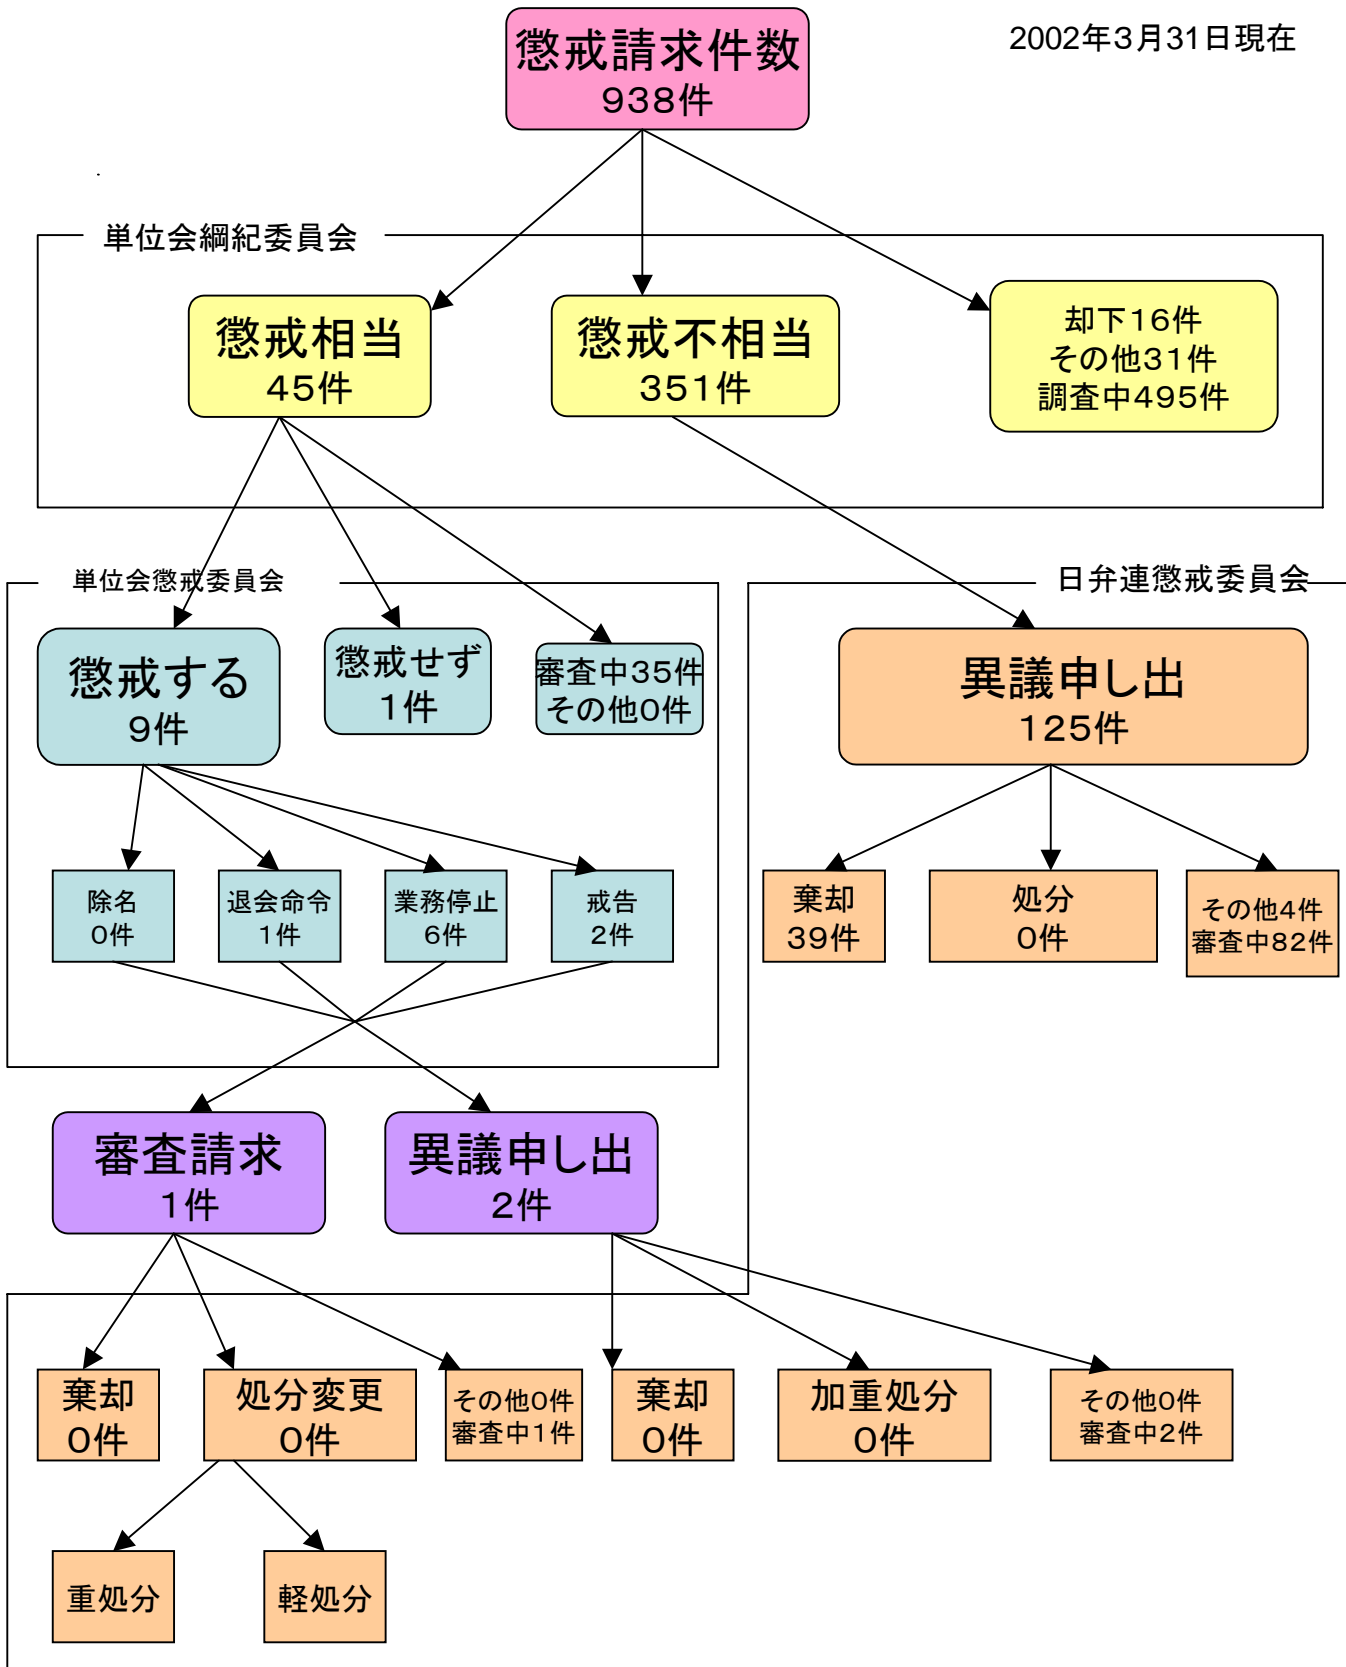 2002年3月31日現在
懲戒請求件数
938件
単位会綱紀委員会
懲戒相当
45件
懲戒不相当
351件
却下16件
その他31件
調査中495件
単位会懲戒委員会
日弁連懲戒委員会
懲戒する
9件
懲戒せず
1件
審査中35件
その他0件
異議申し出
125件
除名
0件
退会命令
1件
業務停止
6件
戒告
2件
棄却
39件
処分
0件
その他4件
審査中82件
審査請求
1件
異議申し出
2件
棄却
0件
処分変更
0件
その他0件
審査中1件
棄却
0件
加重処分
0件
その他0件
審査中2件
重処分
軽処分